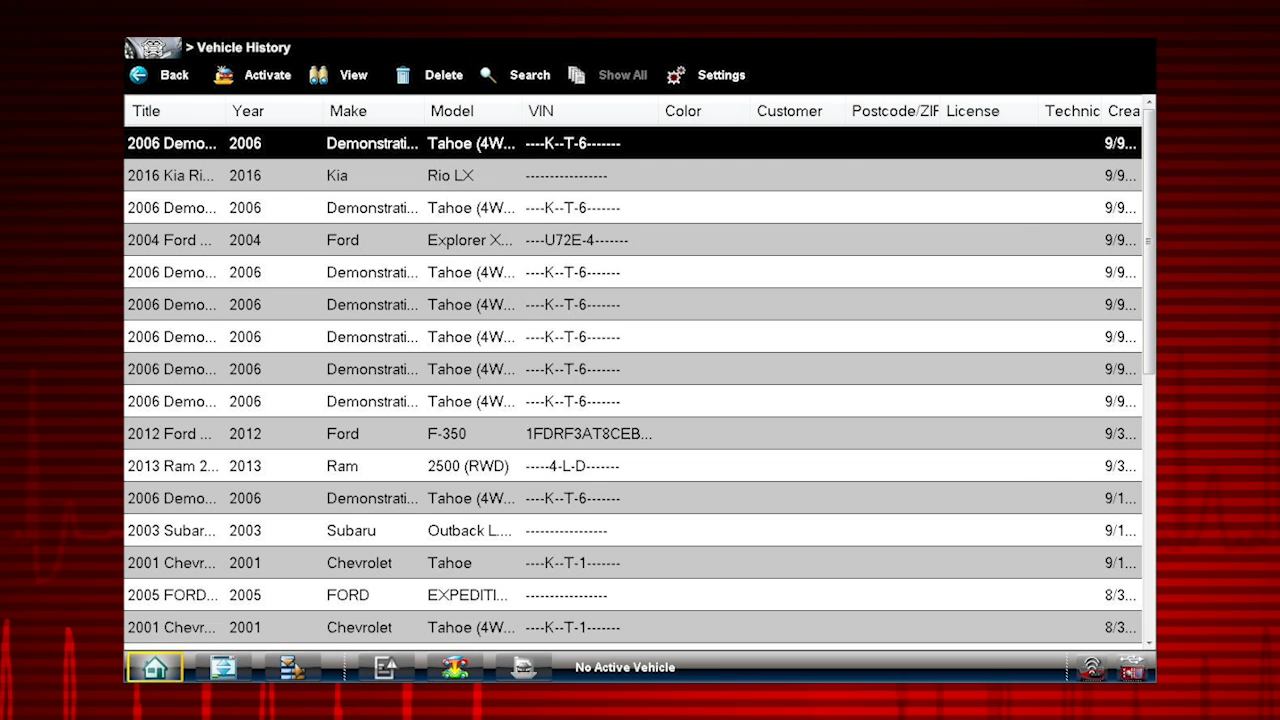 > Vehicle History
Back Activate View Delete Search Show All Settings
Title Year Make Model VIN Color Customer Postcode/ZIP License Technic Crea
2006 Demo... 2006 Demonstrati... Tahoe (4W... ----K--T-6------- 9/9...
2016 Kia Ri... 2016 Kia Rio LX ----------------- 9/9...
2006 Demo... 2006 Demonstrati... Tahoe (4W... ----K--T-6------- 9/9...
2004 Ford ... 2004 Ford Explorer X... ----U72E-4------- 9/9...
2006 Demo... 2006 Demonstrati... Tahoe (4W... ----K--T-6------- 9/9...
2006 Demo... 2006 Demonstrati... Tahoe (4W... ----K--T-6------- 9/9...
2006 Demo... 2006 Demonstrati... Tahoe (4W... ----K--T-6------- 9/9...
2006 Demo... 2006 Demonstrati... Tahoe (4W... ----K--T-6------- 9/9...
2006 Demo... 2006 Demonstrati... Tahoe (4W... ----K--T-6------- 9/9...
2012 Ford ... 2012 Ford F-350 1FDRF3AT8CEB... 9/3...
2013 Ram 2... 2013 Ram 2500 (RWD) -----4-L-D------- 9/3...
2006 Demo... 2006 Demonstrati... Tahoe (4W... ----K--T-6------- 9/1...
2003 Subar... 2003 Subaru Outback L.... ----------------- 9/1...
2001 Chevr... 2001 Chevrolet Tahoe ----K--T-1------- 9/1...
2005 FORD... 2005 FORD EXPEDITI... ----------------- 8/3...
2001 Chevr... 2001 Chevrolet Tahoe (4W... ----K--T-1------- 8/3...
No Active Vehicle